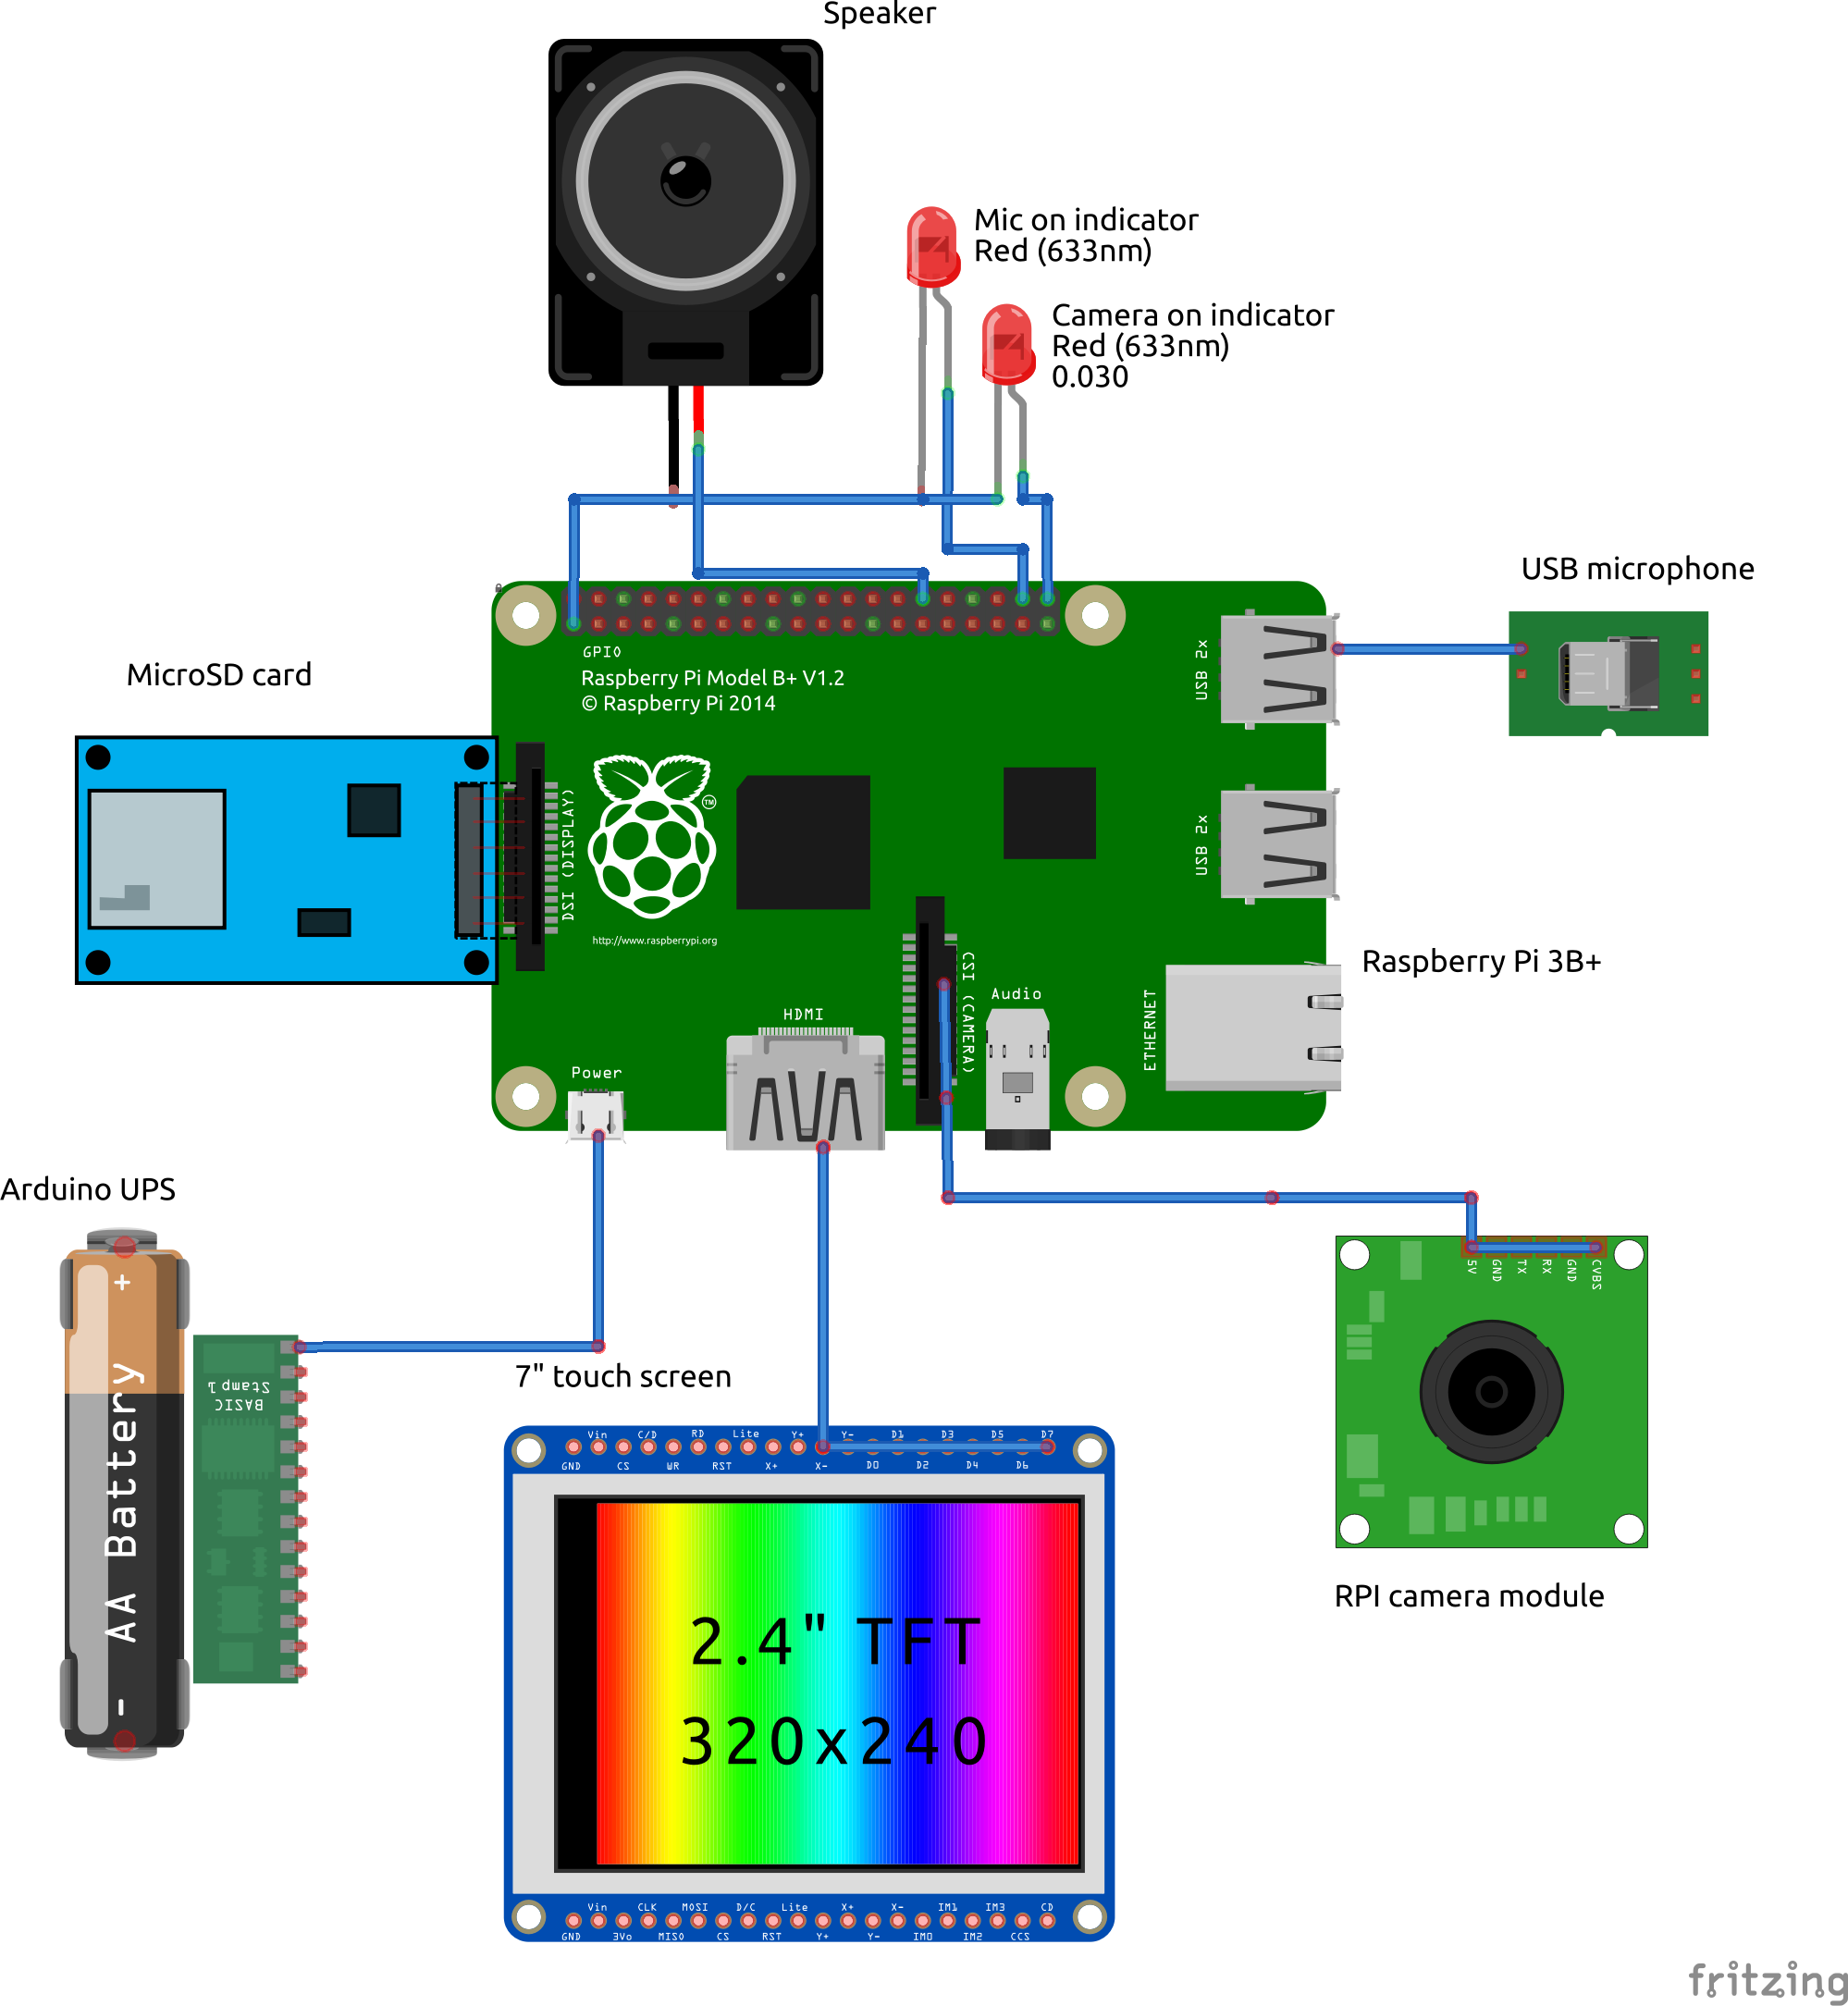 Speaker
Mic on indicator
Red (633nm)
Camera on indicator
Red (633nm)
0.030
USB microphone
MicroSD card
GPIO
Raspberry Pi Model B+ V1.2
© Raspberry Pi 2014
USB 2x
DSI (DISPLAY)
TM
USB 2x
http://www.raspberrypi.org
Raspberry Pi 3B+
CSI (CAMERA)
Audio
ETHERNET
HDMI
Power
Arduino UPS
5V
GND
TX
RX
GND
CVBS
- AA Battery +
BASIC
Stamp 1
7" touch screen
Vin C/D RD Lite Y+ Y- D1 D3 D5 D7
GND CS WR RST X+ X- D0 D2 D4 D6
2.4" TFT
320x240
RPI camera module
Vin CLK MOSI D/C Lite X+ X- IM1 IM3 CD
GND 3Vo MISO CS RST Y+ Y- IM0 IM2 CCS
fritzing